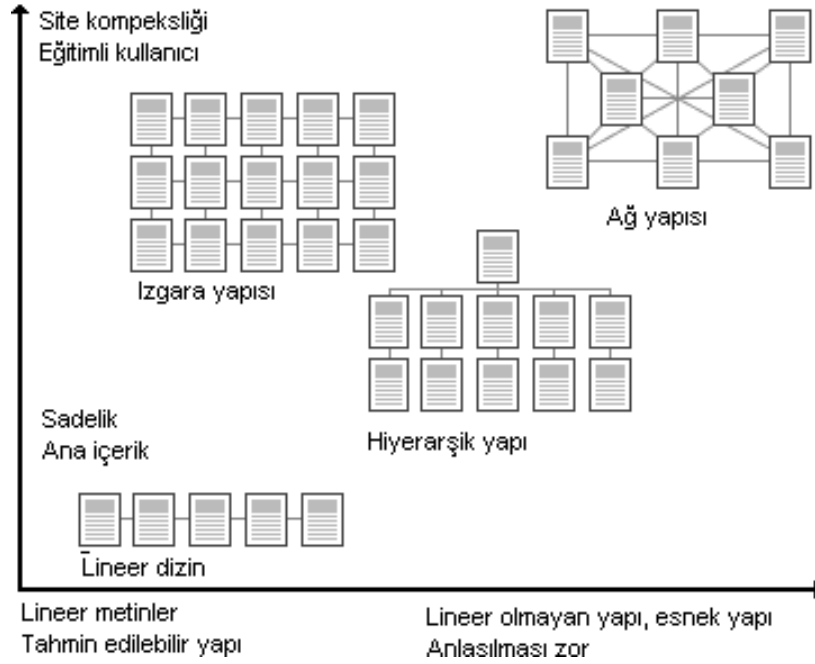 Site kompeksliği
Eğitimli kullanıcı
Ağ yapısı
Izgara yapısı
Sadelik
Ana içerik
Hiyerarşik yapı
Lineer dizin
Lineer metinler
Tahmin edilebilir yapı
Lineer olmayan yapı, esnek yapı
Anlaşılması zor